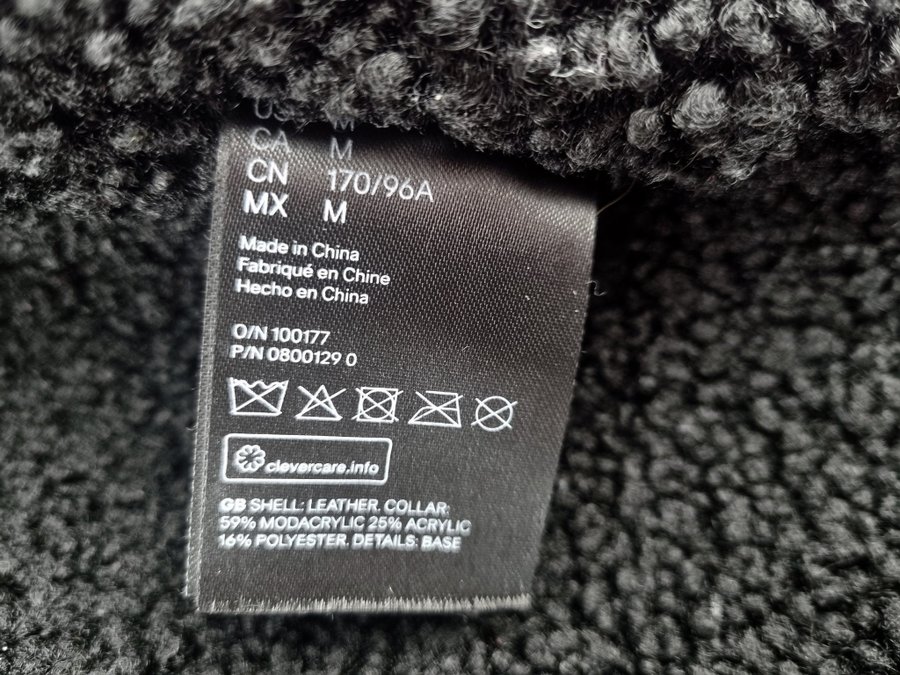 US M
CA M
CN 170/96A
MX M
Made in China
Fabriqué en Chine
Hecho en China
O/N 100177
P/N 0800129 0
clevercare.info
GB SHELL: LEATHER. COLLAR:
59% MODACRYLIC 25% ACRYLIC
16% POLYESTER. DETAILS: BASE